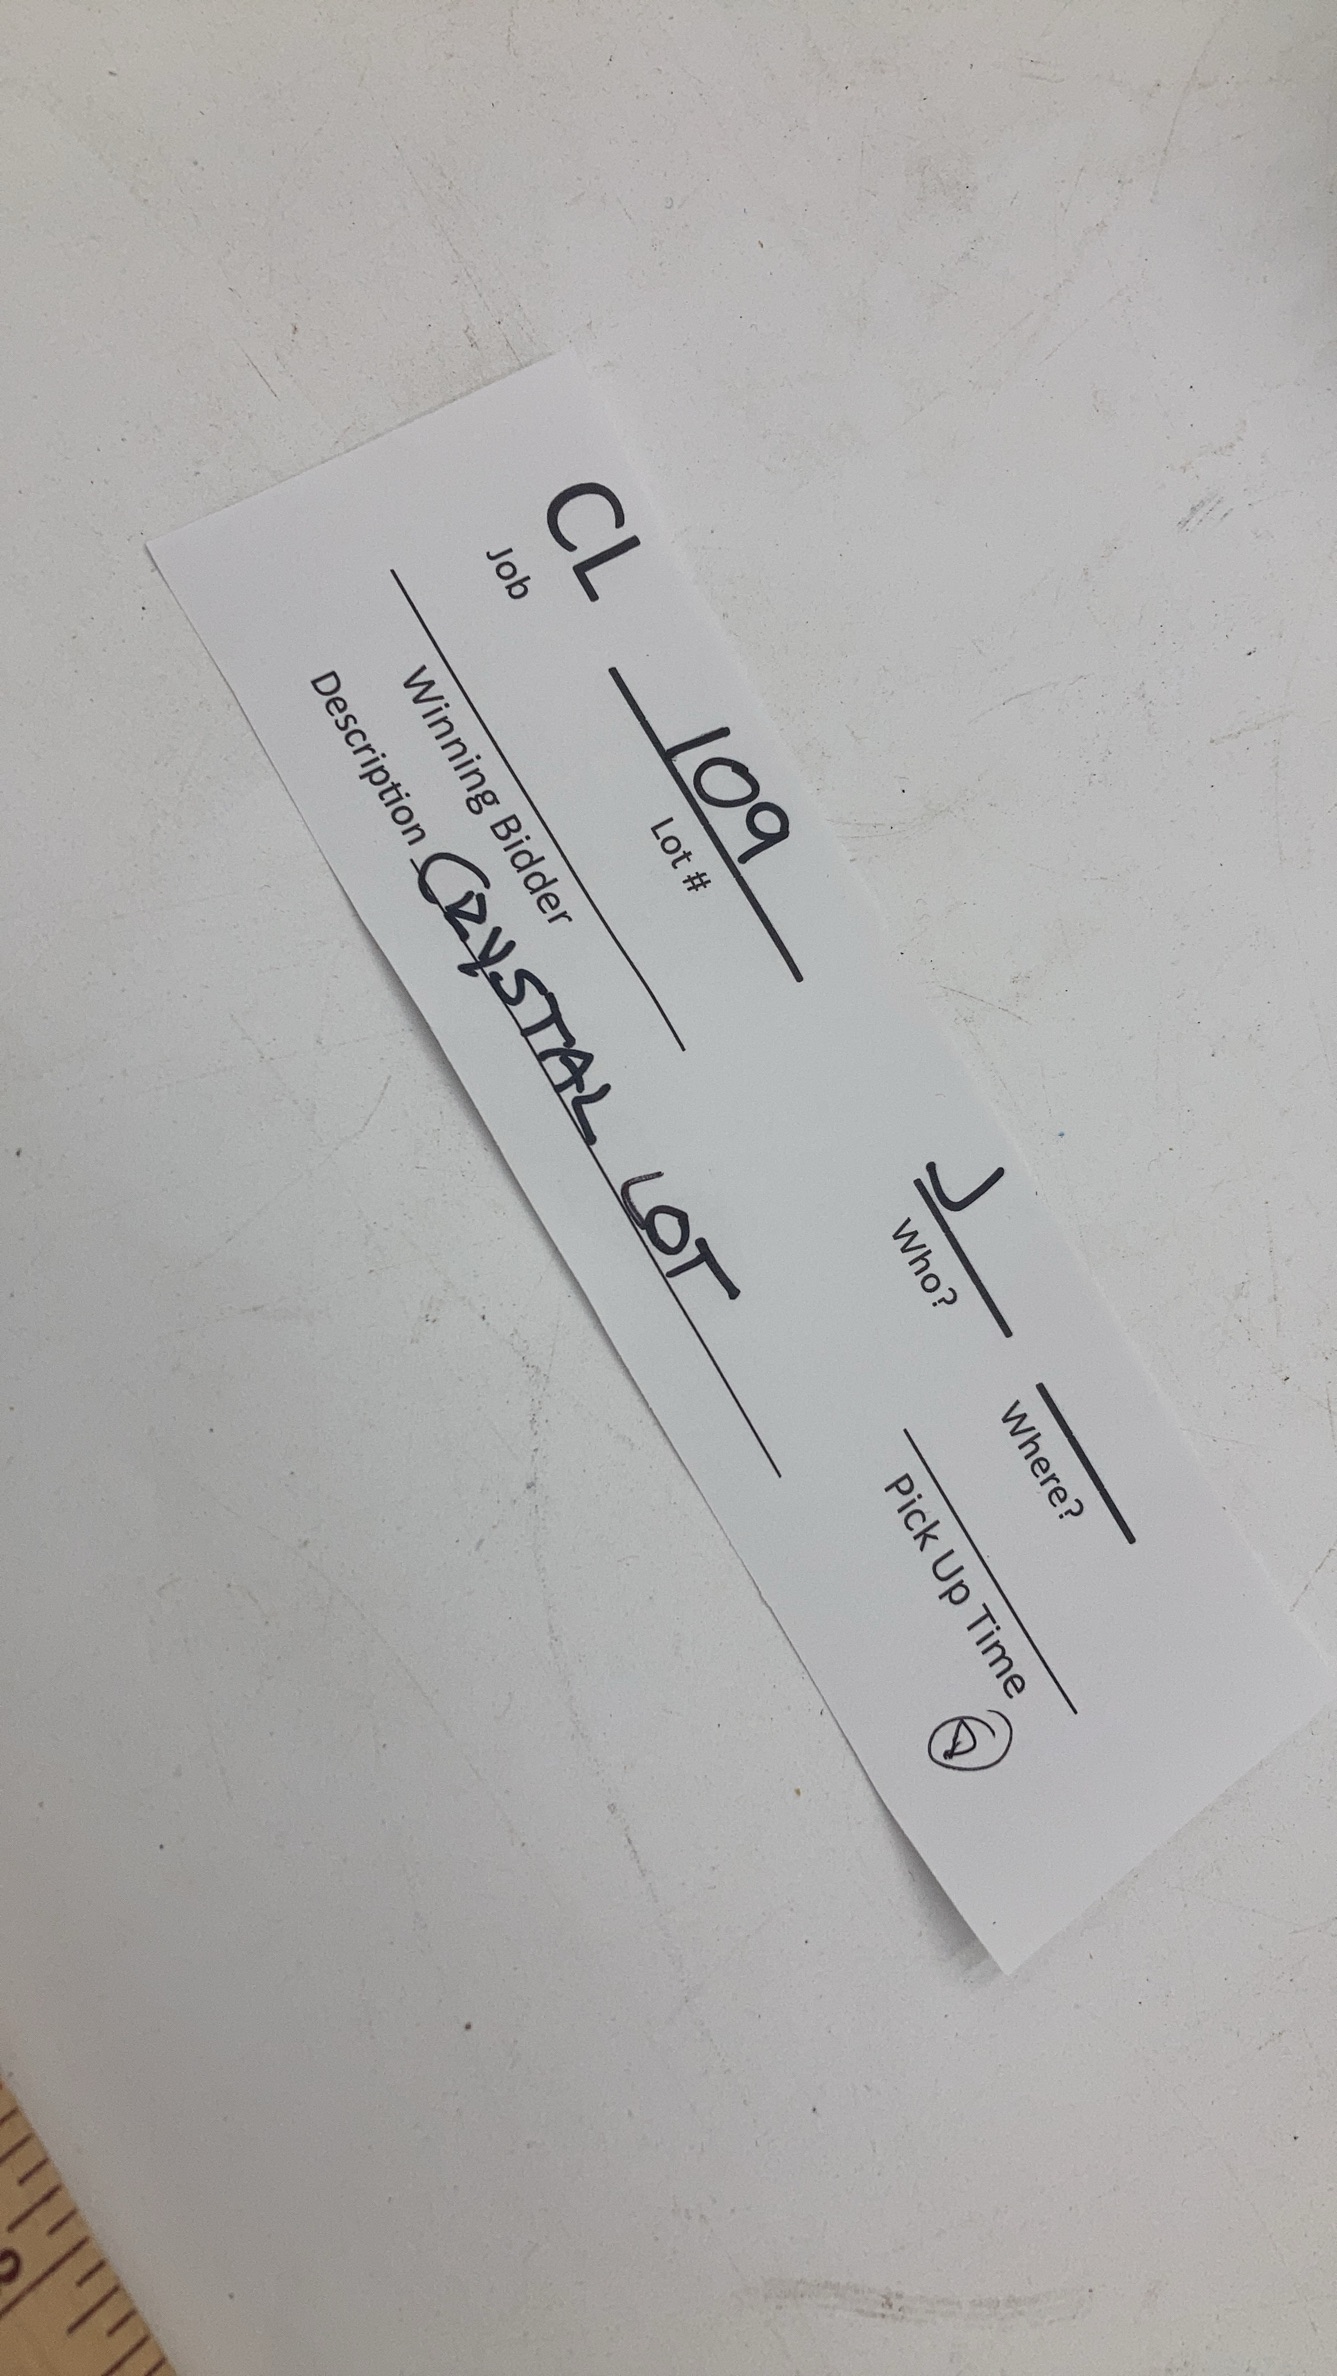 CL 109 J
Job Lot # Who? Where?
Winning Bidder Pick Up Time
Description CRYSTAL LOT